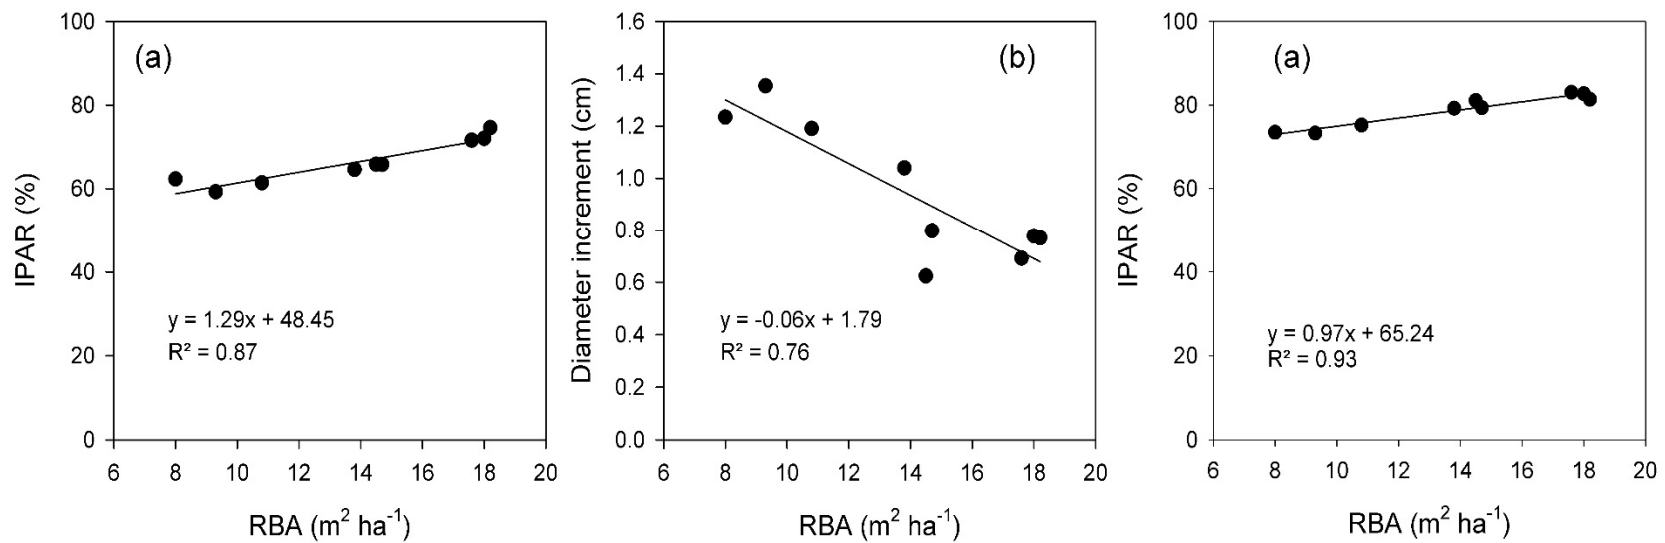 (a)
IPAR (%)
100
80
60
40
20
0
y = 1.29x + 48.45
R² = 0.87
6 8 10 12 14 16 18 20
RBA (m² ha⁻¹)
(b)
Diameter increment (cm)
1.6
1.4
1.2
1.0
0.8
0.6
0.4
0.2
0.0
y = -0.06x + 1.79
R² = 0.76
6 8 10 12 14 16 18 20
RBA (m² ha⁻¹)
(a)
IPAR (%)
100
80
60
40
20
0
y = 0.97x + 65.24
R² = 0.93
6 8 10 12 14 16 18 20
RBA (m² ha⁻¹)